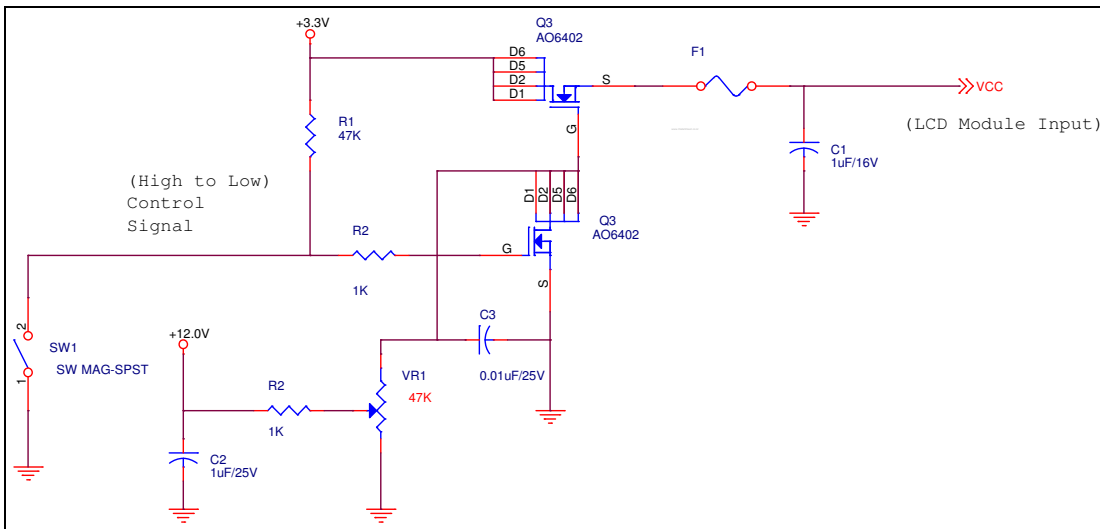 Q3
AO6402
+3.3V
D6
D5
D2
D1
S
F1
VCC
G
(LCD Module Input)
R1
47K
C1
1uF/16V
(High to Low)
Control
Signal
D1
D2
D5
D6
Q3
AO6402
R2
G
1K
S
2
C3
+12.0V
SW1
SW MAG-SPST
1
0.01uF/25V
R2
VR1
47K
1K
C2
1uF/25V